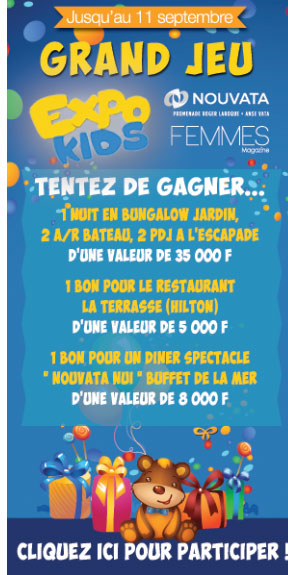 Jusqu'au 11 septembre
GRAND JEU
EXPO
KIDS
NOUVATA
PROMENADE ROGER LAROQUE • ANSE VATA
FEMMES
Magazine
TENTEZ DE GAGNER...
1 NUIT EN BUNGALOW JARDIN,
2 A/R BATEAU, 2 PDJ A L'ESCAPADE
D'UNE VALEUR DE 35 000 F
1 BON POUR LE RESTAURANT
LA TERRASSE (HILTON)
D'UNE VALEUR DE 5 000 F
1 BON POUR UN DINER SPECTACLE
" NOUVATA NUI " BUFFET DE LA MER
D'UNE VALEUR DE 8 000 F
CLIQUEZ ICI POUR PARTICIPER !